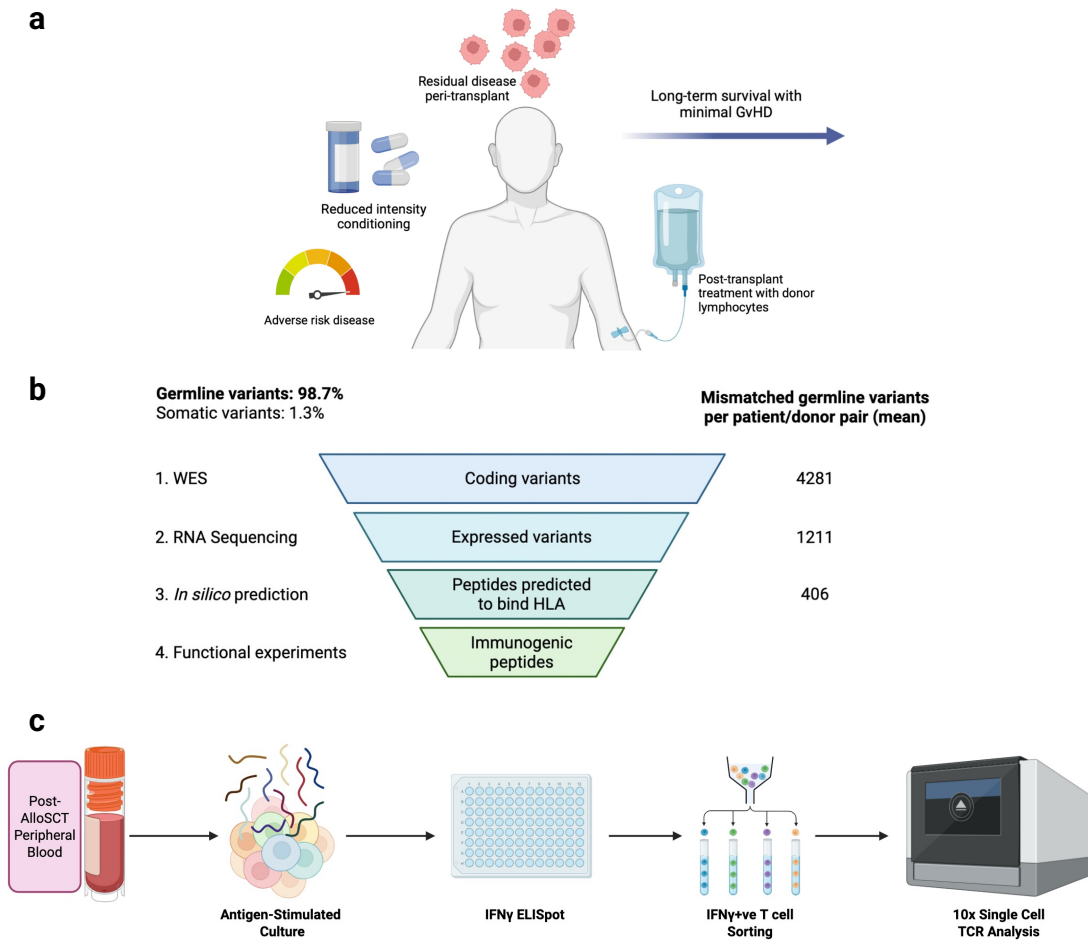 a
Residual disease
peri-transplant
Long-term survival with
minimal GvHD
Reduced intensity
conditioning
Adverse risk disease
Post-transplant
treatment with donor
lymphocytes
b
Germline variants: 98.7%
Somatic variants: 1.3%
Mismatched germline variants
per patient/donor pair (mean)
1. WES
Coding variants
4281
2. RNA Sequencing
Expressed variants
1211
3. In silico prediction
Peptides predicted
to bind HLA
406
4. Functional experiments
Immunogenic
peptides
c
Post-
AlloSCT
Peripheral
Blood
Antigen-Stimulated
Culture
IFNγ ELISpot
IFNγ+ve T cell
Sorting
10x Single Cell
TCR Analysis